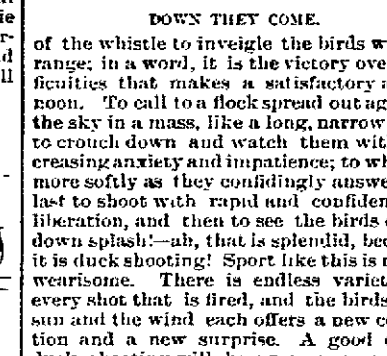 DOWN THEY COME.
of the whistle to inveigle the birds w
range; in a word, it is the victory ove
ficulties that makes a satisfactory a
noon. To call to a flock spread out ag
the sky in a mass, like a long, narrow
to crouch down and watch them wit
creasing anxiety and impatience; to wh
more softly as they confidingly answe
last to shoot with rapid and confiden
liberation, and then to see the birds
down splash!—ah, that is splendid, bec
it is duck shooting! Sport like this is n
wearisome. There is endless variet
every shot that is fired, and the birds
sun and the wind each offers a new co
tion and a new surprise. A good